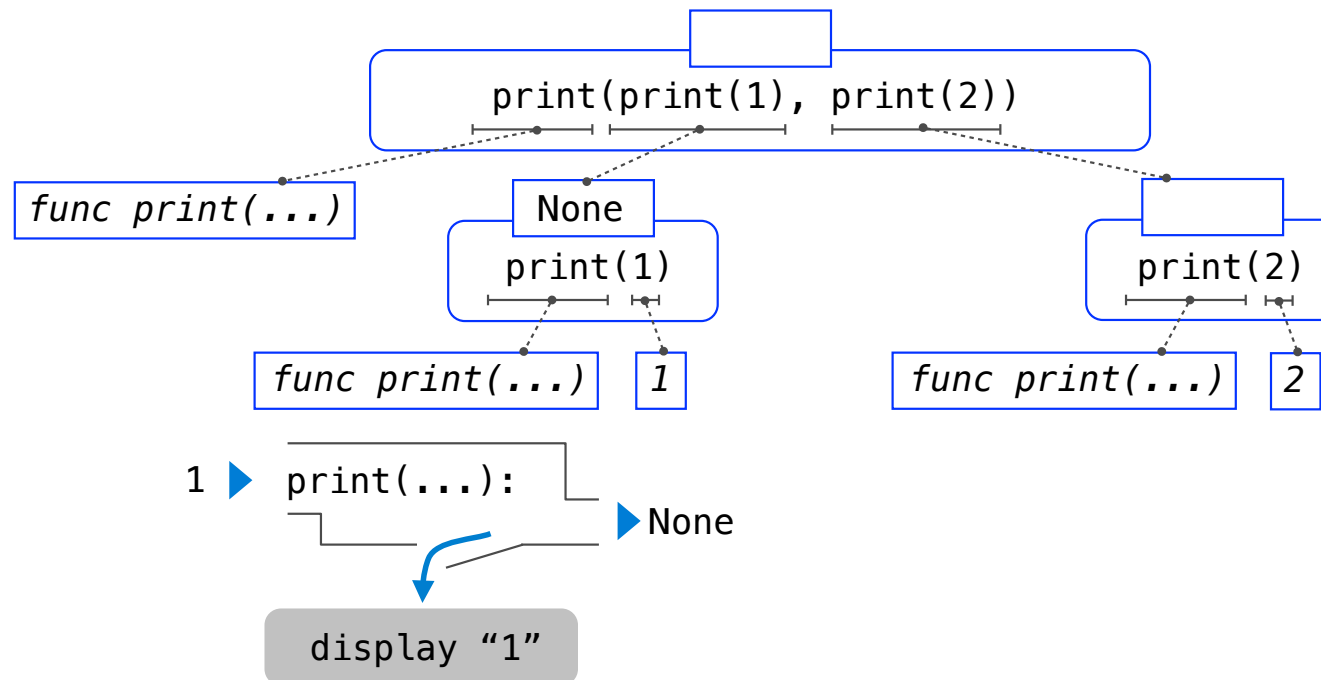 print(print(1), print(2))
func print(...)
None
print(1)
print(2)
func print(...)
1
func print(...)
2
1
print(...):
None
display “1”